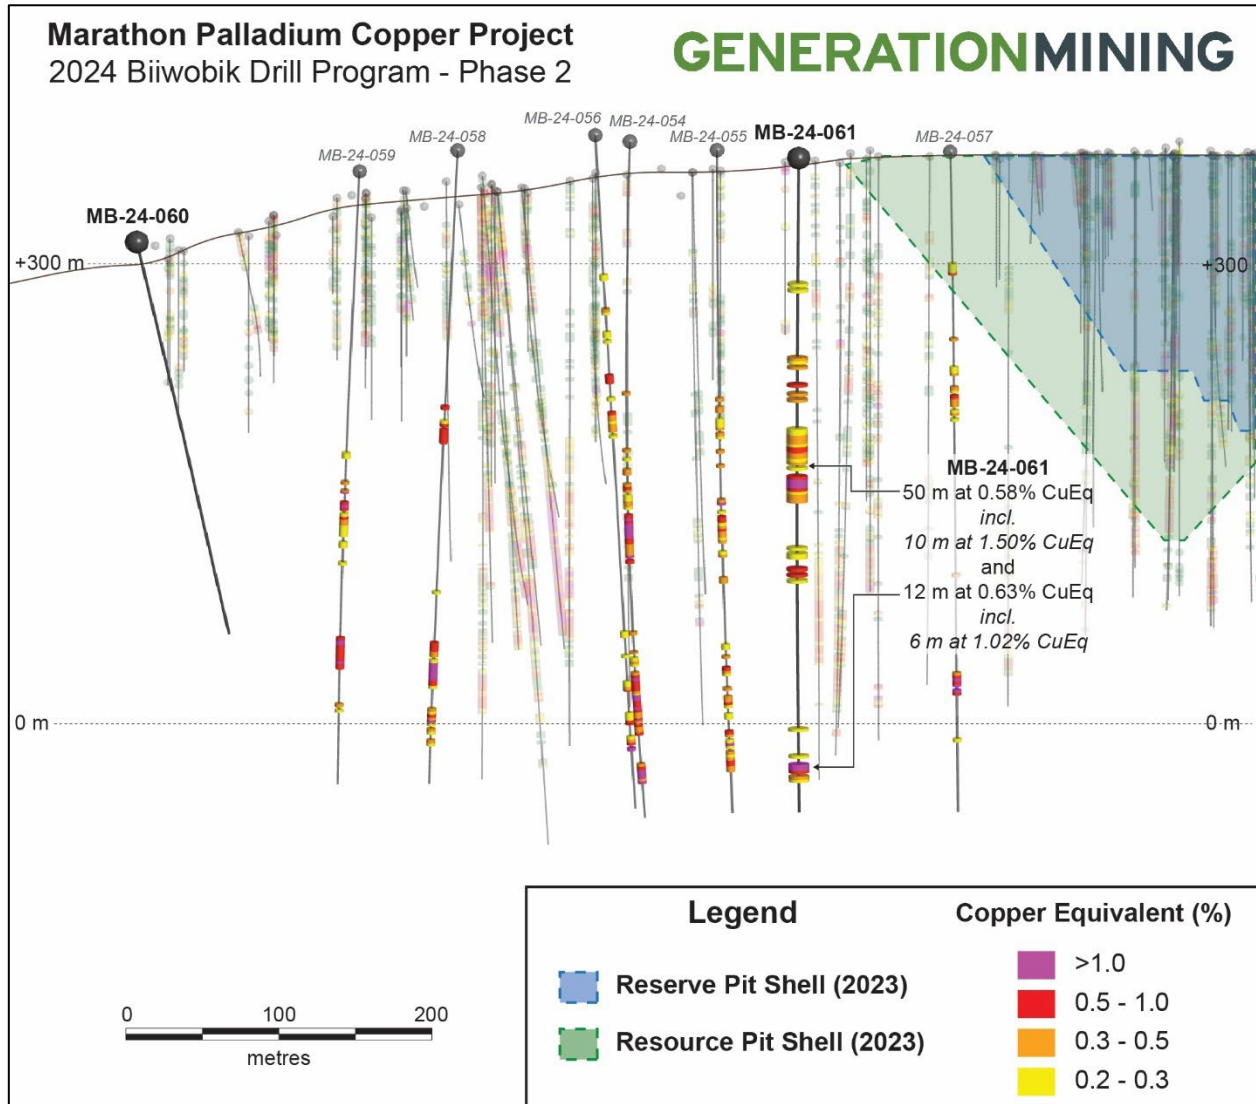 Marathon Palladium Copper Project
2024 Biiwobik Drill Program - Phase 2
GENERATIONMINING
MB-24-056
MB-24-054
MB-24-058
MB-24-055
MB-24-061
MB-24-057
MB-24-059
MB-24-060
+300 m
+300
MB-24-061
50 m at 0.58% CuEq
incl.
10 m at 1.50% CuEq
and
12 m at 0.63% CuEq
incl.
6 m at 1.02% CuEq
0 m
0 m
Legend
Reserve Pit Shell (2023)
Resource Pit Shell (2023)
Copper Equivalent (%)
>1.0
0.5 - 1.0
0.3 - 0.5
0.2 - 0.3
0 100 200
metres